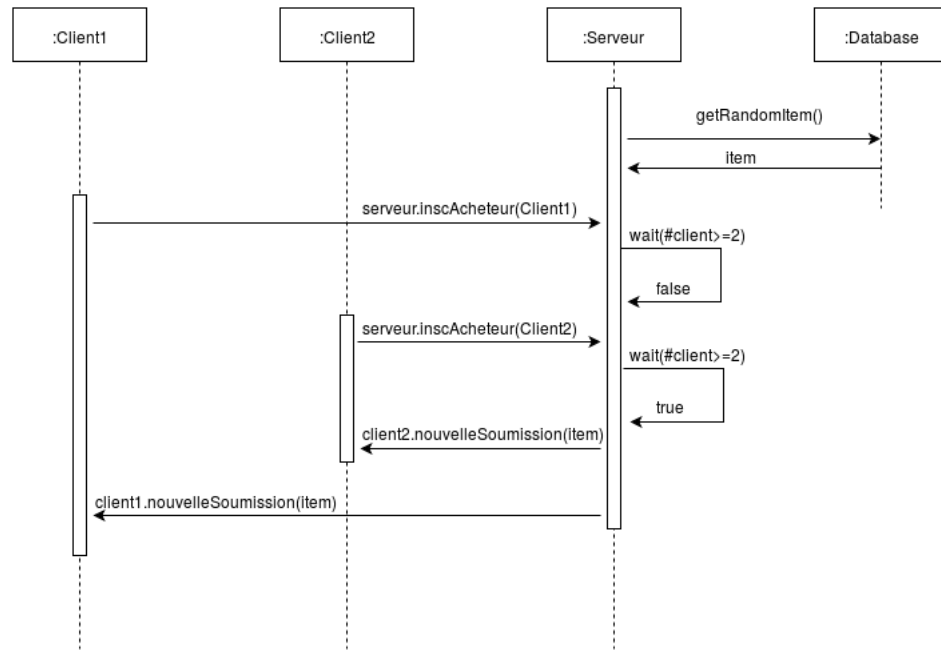 :Client1
:Client2
:Serveur
:Database
getRandomItem()
item
serveur.inscAcheteur(Client1)
wait(#client>=2)
false
serveur.inscAcheteur(Client2)
wait(#client>=2)
true
client2.nouvelleSoumission(item)
client1.nouvelleSoumission(item)